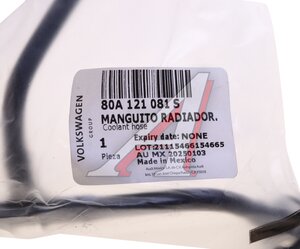 VOLKSWAGEN
GROUP
80A 121 081 S
MANGUITO RADIADOR.
Coolant hose
1
Pieza
Expiry date: NONE
LOT:21115466154665
AU MX 20250103
Made in Mexico